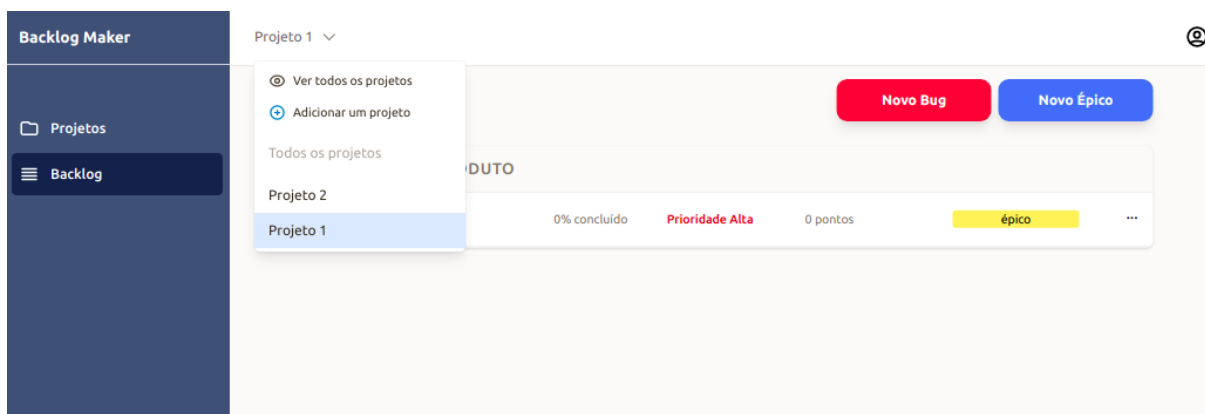 Backlog Maker
Projeto 1
Ver todos os projetos
Adicionar um projeto
Todos os projetos
Projeto 2
Projeto 1
Projetos
Backlog
Novo Bug
Novo Épico
DUTO
0% concluído
Prioridade Alta
0 pontos
épico
...